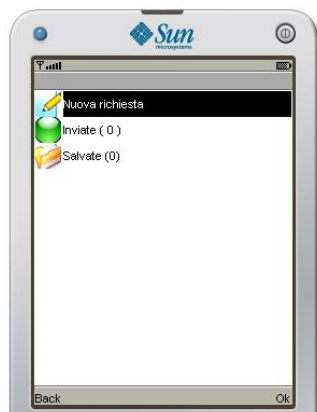 Sun
microsystems
Nuova richiesta
Inviate ( 0 )
Salvate (0)
Back Ok